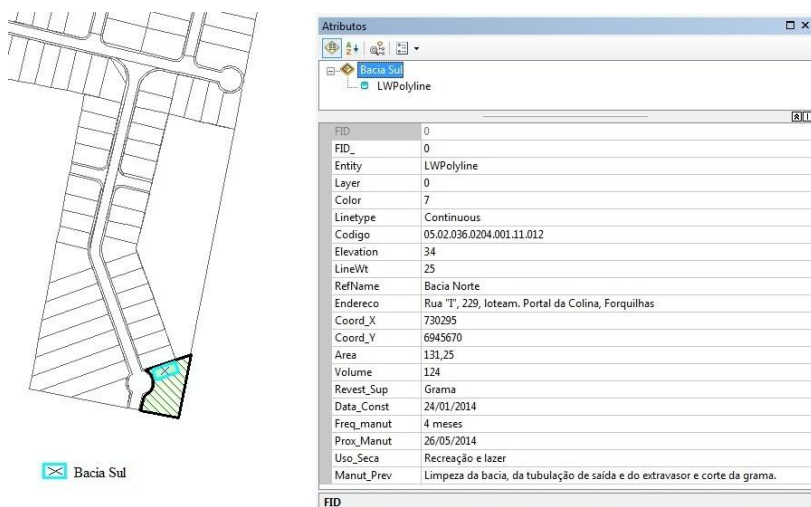 Bacia Sul
Atributos
Bacia Sul
LWPolyline
FID 0
FID_ 0
Entity LWPolyline
Layer 0
Color 7
Linetype Continuous
Codigo 05.02.036.0204.001.11.012
Elevation 34
LineWt 25
RefName Bacia Norte
Endereco Rua "I", 229, loteam. Portal da Colina, Forquilhas
Coord_X 730295
Coord_Y 6945670
Area 131,25
Volume 124
Revest_Sup Grama
Data_Const 24/01/2014
Freq_manut 4 meses
Prox_Manut 26/05/2014
Uso_Seca Recreação e lazer
Manut_Prev Limpeza da bacia, da tubulação de saída e do extravasor e corte da grama.
FID